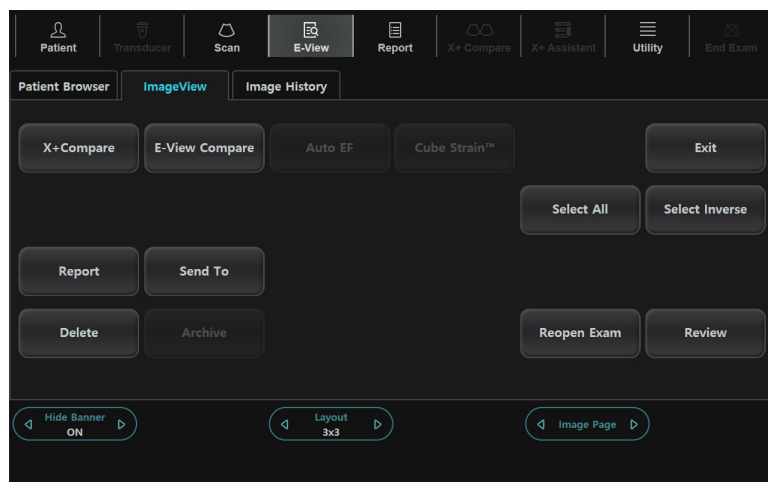 Patient Transducer Scan E-View Report X+ Compare X+ Assistant Utility End Exam
Patient Browser ImageView Image History
X+Compare E-View Compare Auto EF Cube Strain™ Exit
Select All Select Inverse
Report Send To
Delete Archive Reopen Exam Review
Hide Banner Layout Image Page
ON 3x3